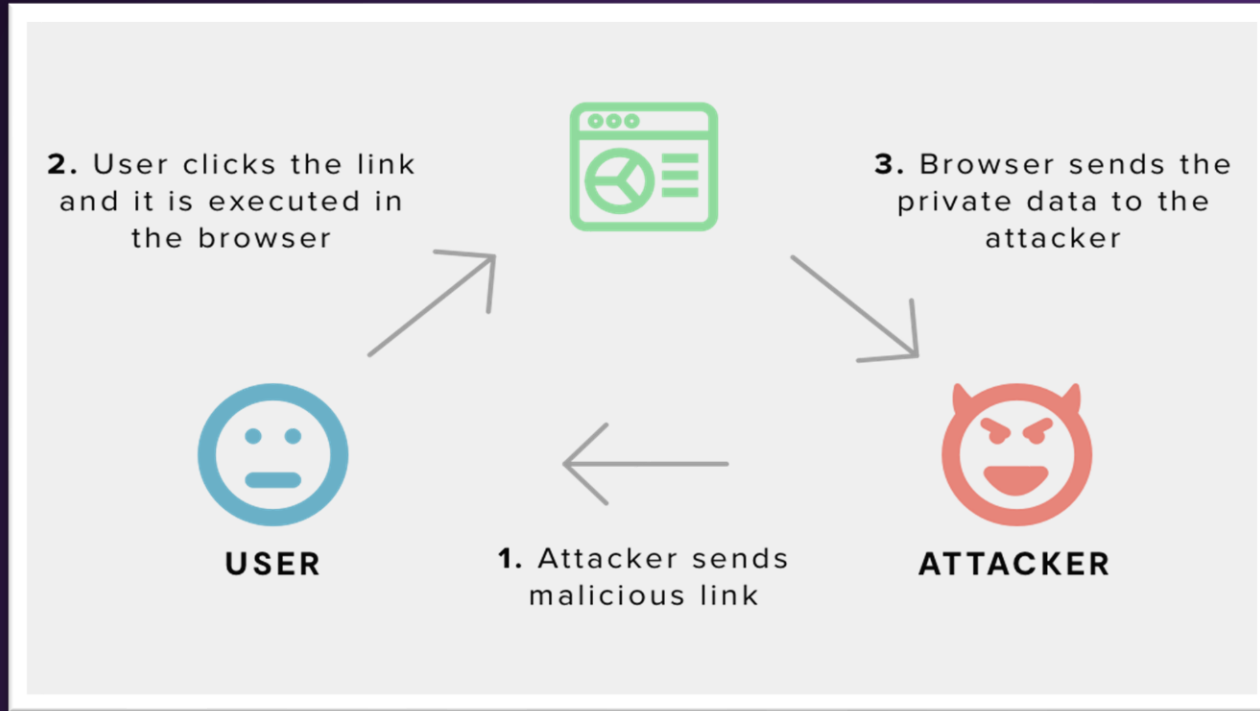 2. User clicks the link
and it is executed in
the browser
3. Browser sends the
private data to the
attacker
USER
1. Attacker sends
malicious link
ATTACKER